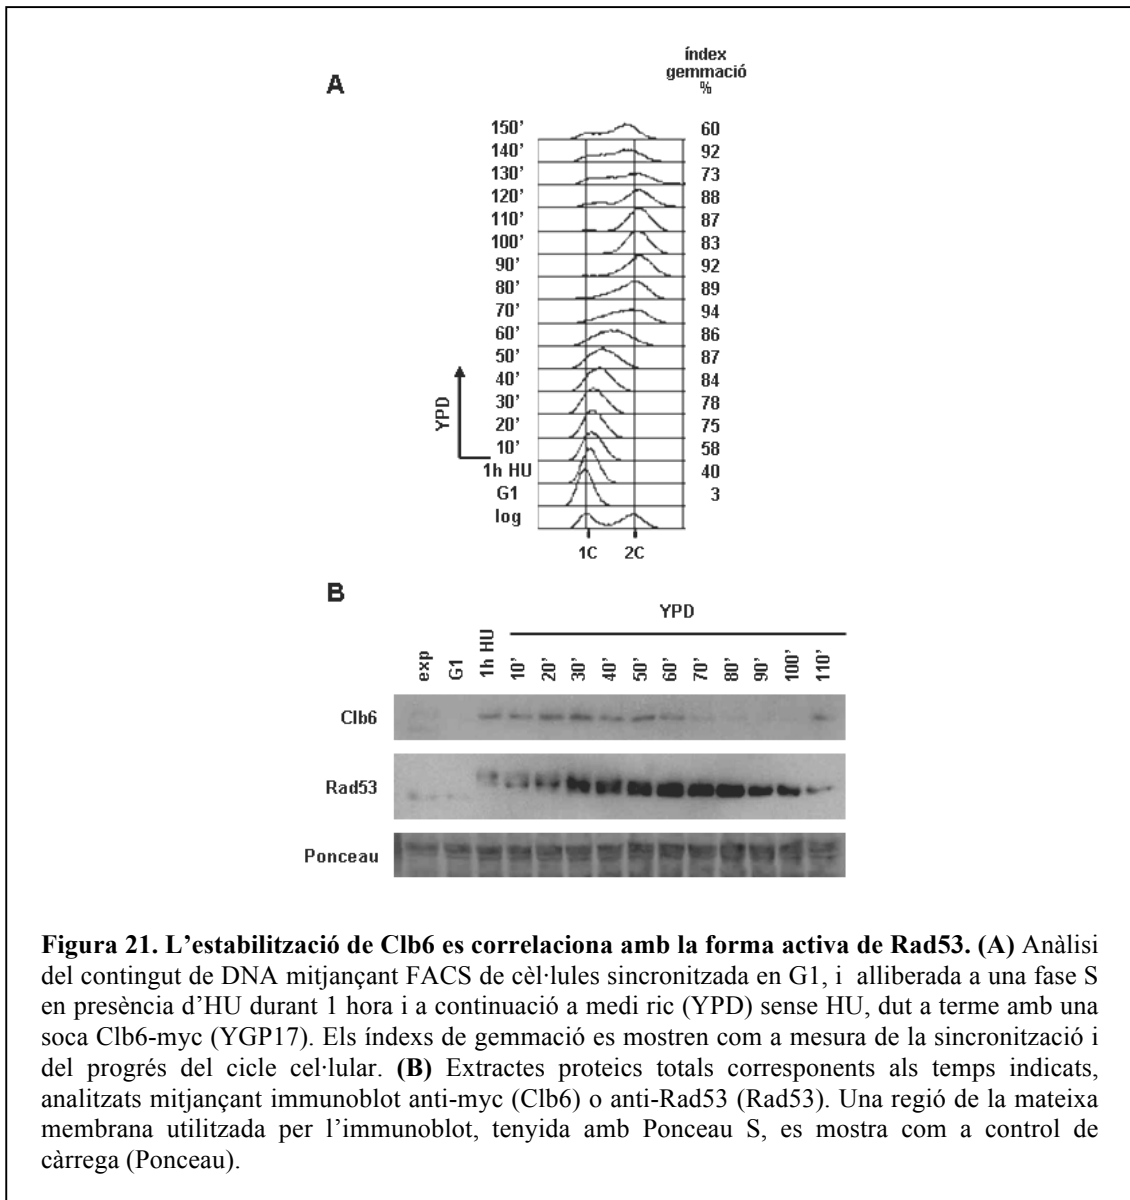 A
índex
gemmació
%
150' 60
140' 92
130' 73
120' 88
110' 87
100' 83
90' 92
80' 89
70' 94
60' 86
50' 87
40' 84
30' 78
20' 75
10' 58
1h HU 40
G1 3
log
YPD
1C 2C
B
YPD
exp G1 1h HU 10' 20' 30' 40' 50' 60' 70' 80' 90' 100' 110'
Clb6
Rad53
Ponceau
Figura 21. L'estabilització de Clb6 es correlaciona amb la forma activa de Rad53. (A) Anàlisi
del contingut de DNA mitjançant FACS de cèl·lules sincronitzada en G1, i alliberada a una fase S
en presència d'HU durant 1 hora i a continuació a medi ric (YPD) sense HU, dut a terme amb una
soca Clb6-myc (YGP17). Els índexs de gemmació es mostren com a mesura de la sincronització i
del progrés del cicle cel·lular. (B) Extractes proteics totals corresponents als temps indicats,
analitzats mitjançant immunoblot anti-myc (Clb6) o anti-Rad53 (Rad53). Una regió de la mateixa
membrana utilitzada per l'immunoblot, tenyida amb Ponceau S, es mostra com a control de
càrrega (Ponceau).